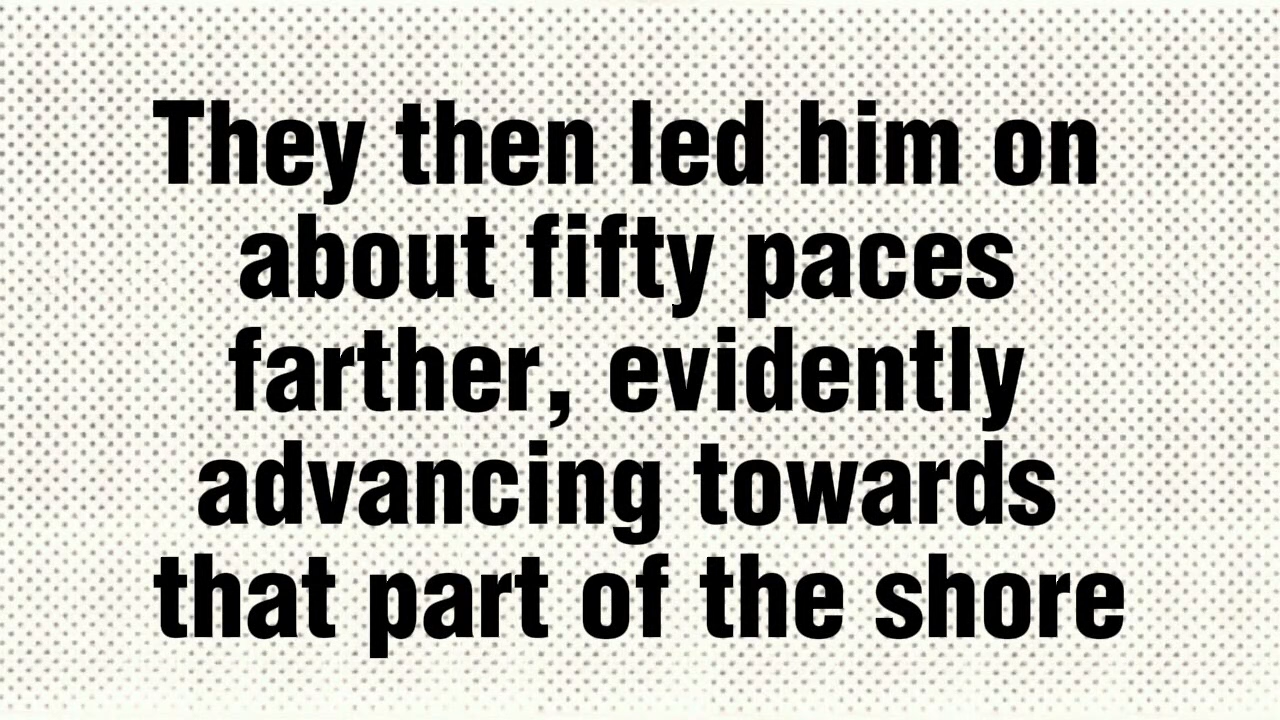 They then led him on
about fifty paces
farther, evidently
advancing towards
that part of the shore